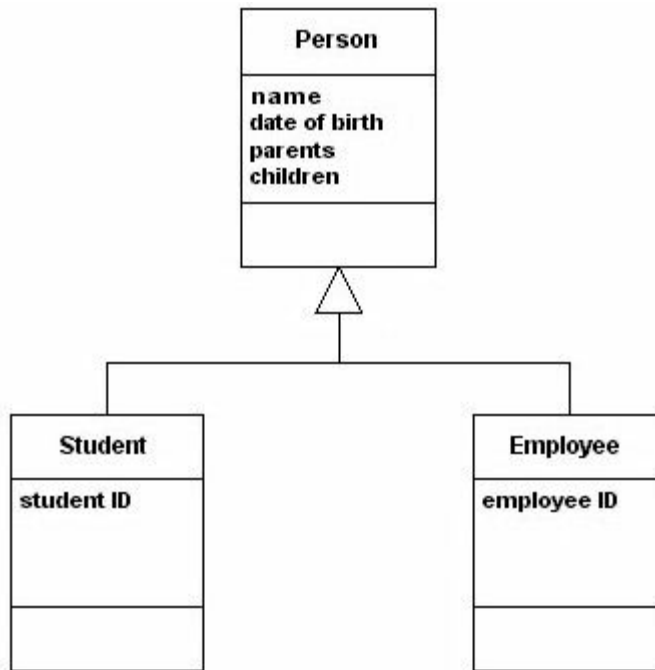 Person
name
date of birth
parents
children
Student
student ID
Employee
employee ID